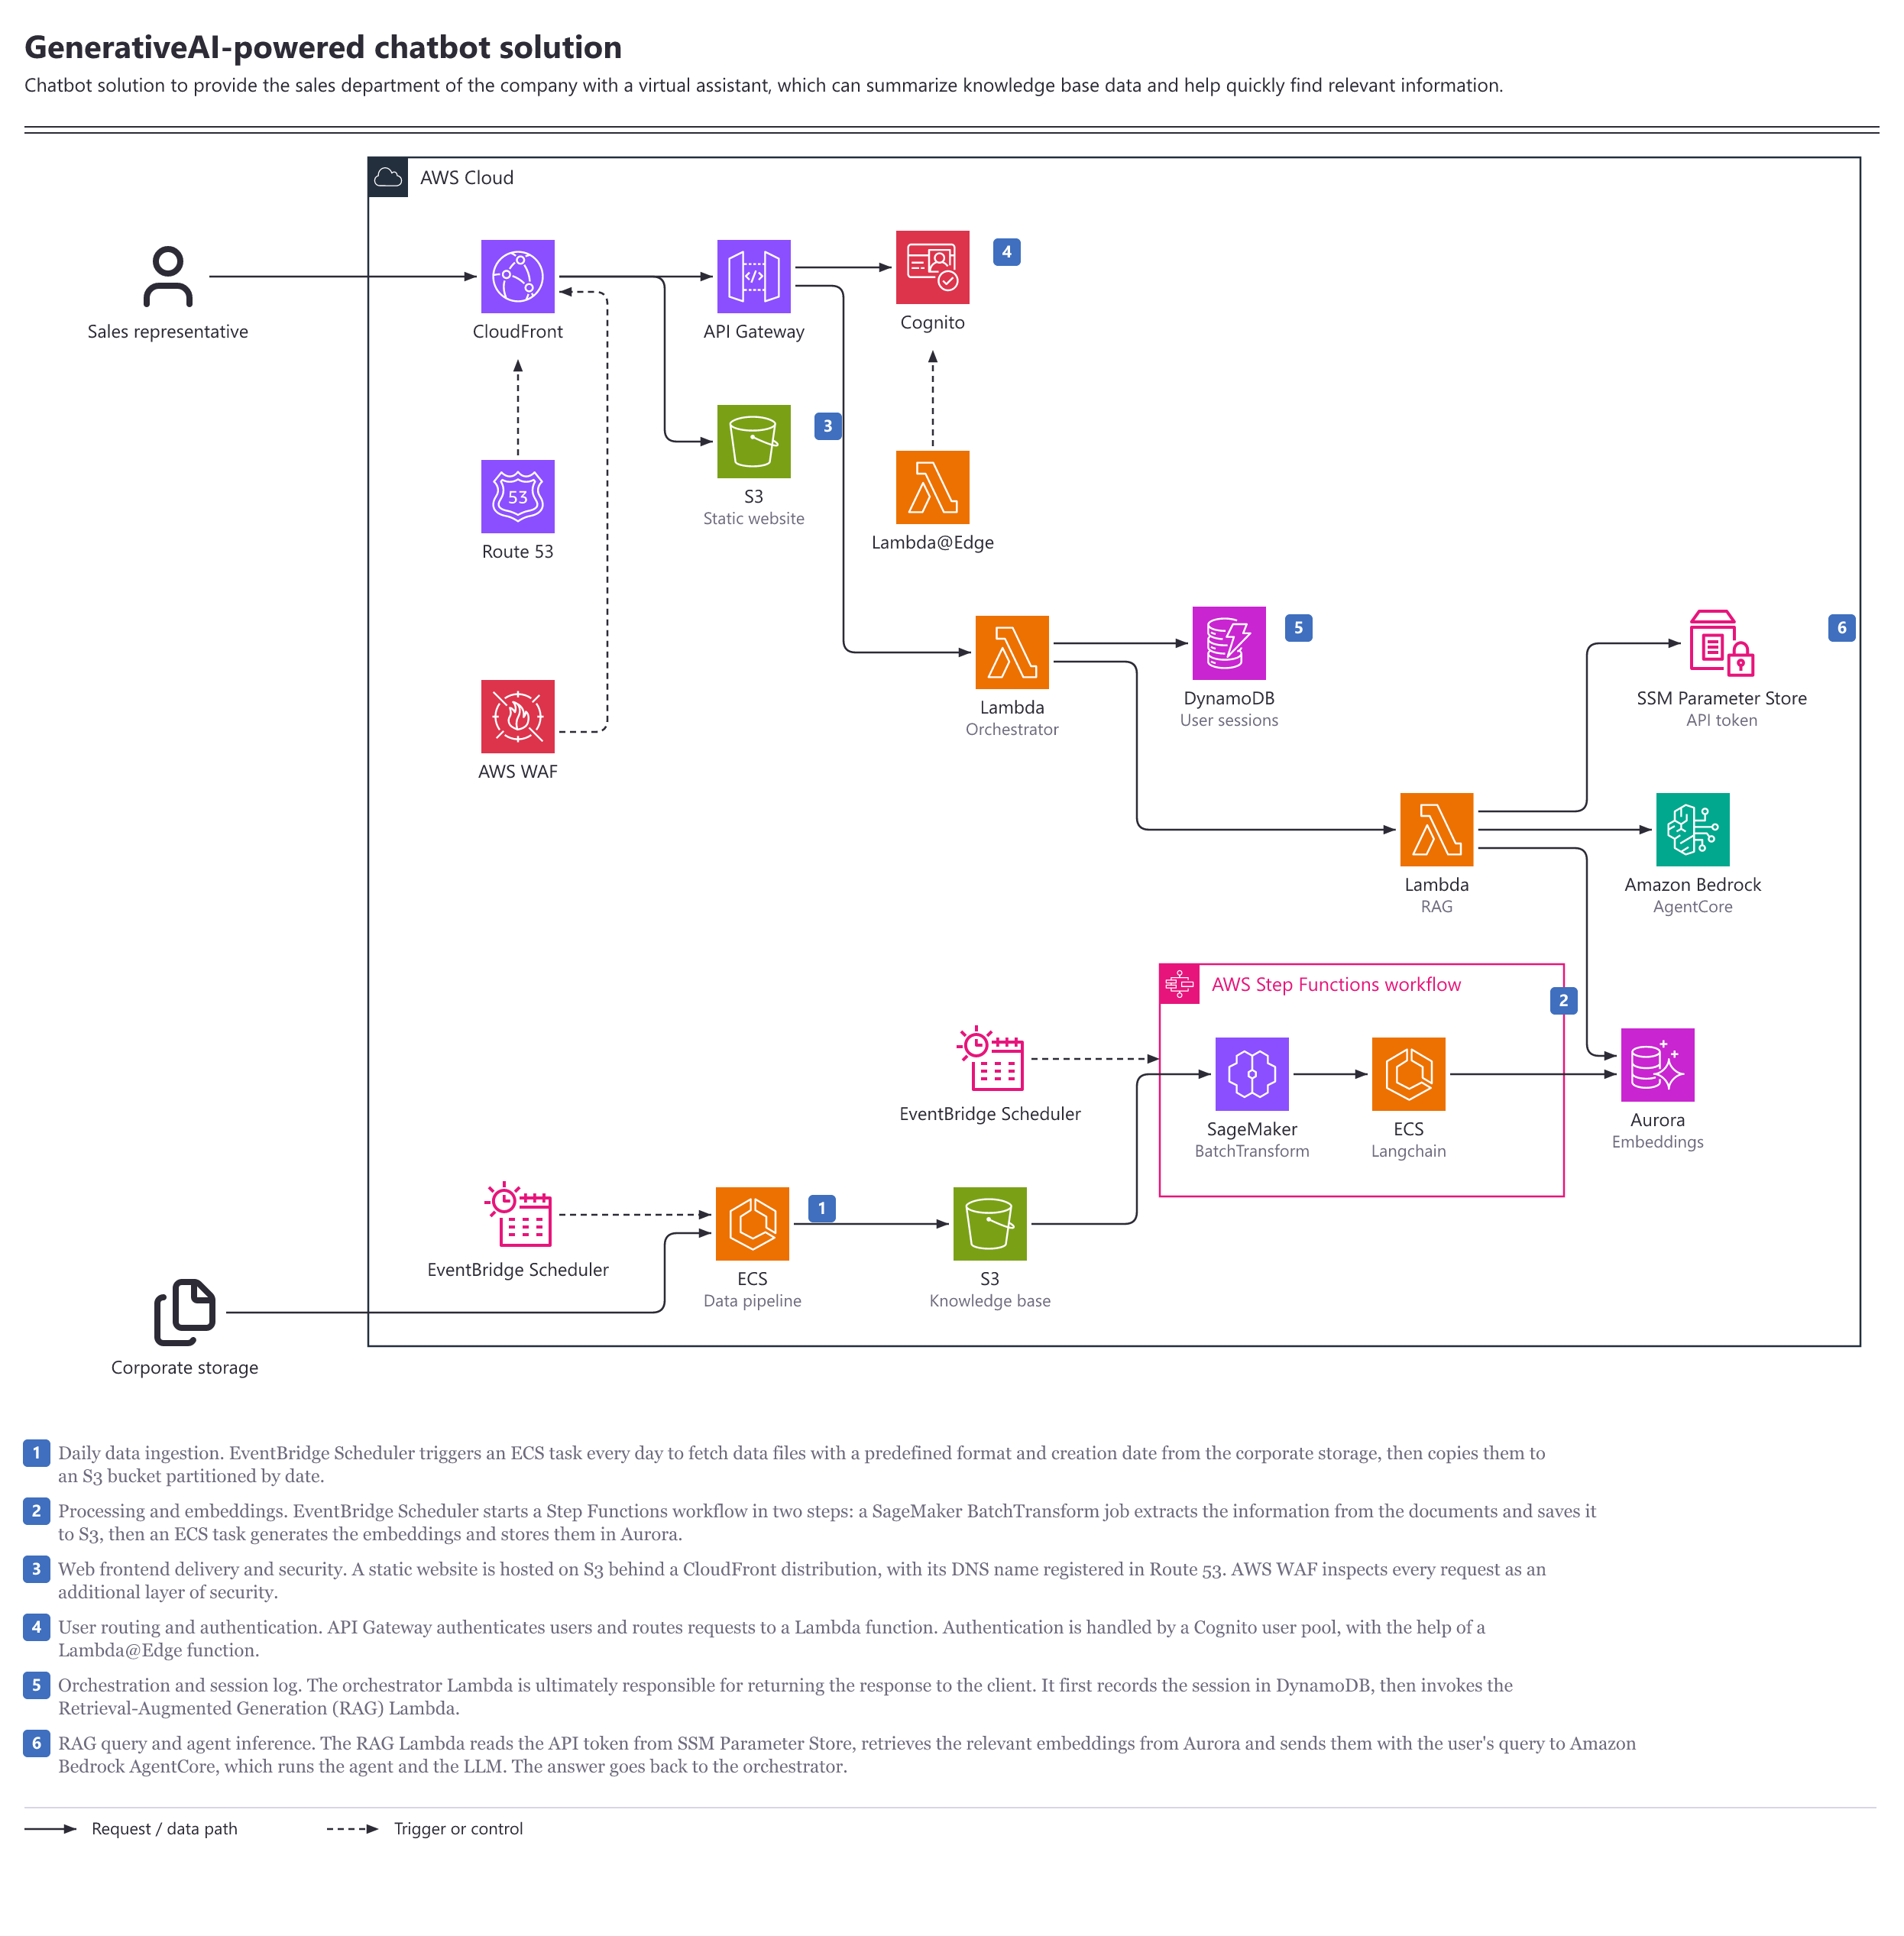 GenerativeAI-powered chatbot solution
Chatbot solution to provide the sales department of the company with a virtual assistant, which can summarize knowledge base data and help quickly find relevant information.
AWS Cloud
Sales representative
CloudFront
API Gateway
Cognito
4
S3
Static website
3
53
Route 53
Lambda@Edge
AWS WAF
Lambda
Orchestrator
DynamoDB
User sessions
5
SSM Parameter Store
API token
6
Lambda
RAG
Amazon Bedrock
AgentCore
AWS Step Functions workflow
2
EventBridge Scheduler
SageMaker
BatchTransform
ECS
Langchain
Aurora
Embeddings
EventBridge Scheduler
ECS
Data pipeline
1
S3
Knowledge base
Corporate storage
1 Daily data ingestion. EventBridge Scheduler triggers an ECS task every day to fetch data files with a predefined format and creation date from the corporate storage, then copies them to
an S3 bucket partitioned by date.
2 Processing and embeddings. EventBridge Scheduler starts a Step Functions workflow in two steps: a SageMaker BatchTransform job extracts the information from the documents and saves it
to S3, then an ECS task generates the embeddings and stores them in Aurora.
3 Web frontend delivery and security. A static website is hosted on S3 behind a CloudFront distribution, with its DNS name registered in Route 53. AWS WAF inspects every request as an
additional layer of security.
4 User routing and authentication. API Gateway authenticates users and routes requests to a Lambda function. Authentication is handled by a Cognito user pool, with the help of a
Lambda@Edge function.
5 Orchestration and session log. The orchestrator Lambda is ultimately responsible for returning the response to the client. It first records the session in DynamoDB, then invokes the
Retrieval-Augmented Generation (RAG) Lambda.
6 RAG query and agent inference. The RAG Lambda reads the API token from SSM Parameter Store, retrieves the relevant embeddings from Aurora and sends them with the user's query to Amazon
Bedrock AgentCore, which runs the agent and the LLM. The answer goes back to the orchestrator.
Request / data path
Trigger or control